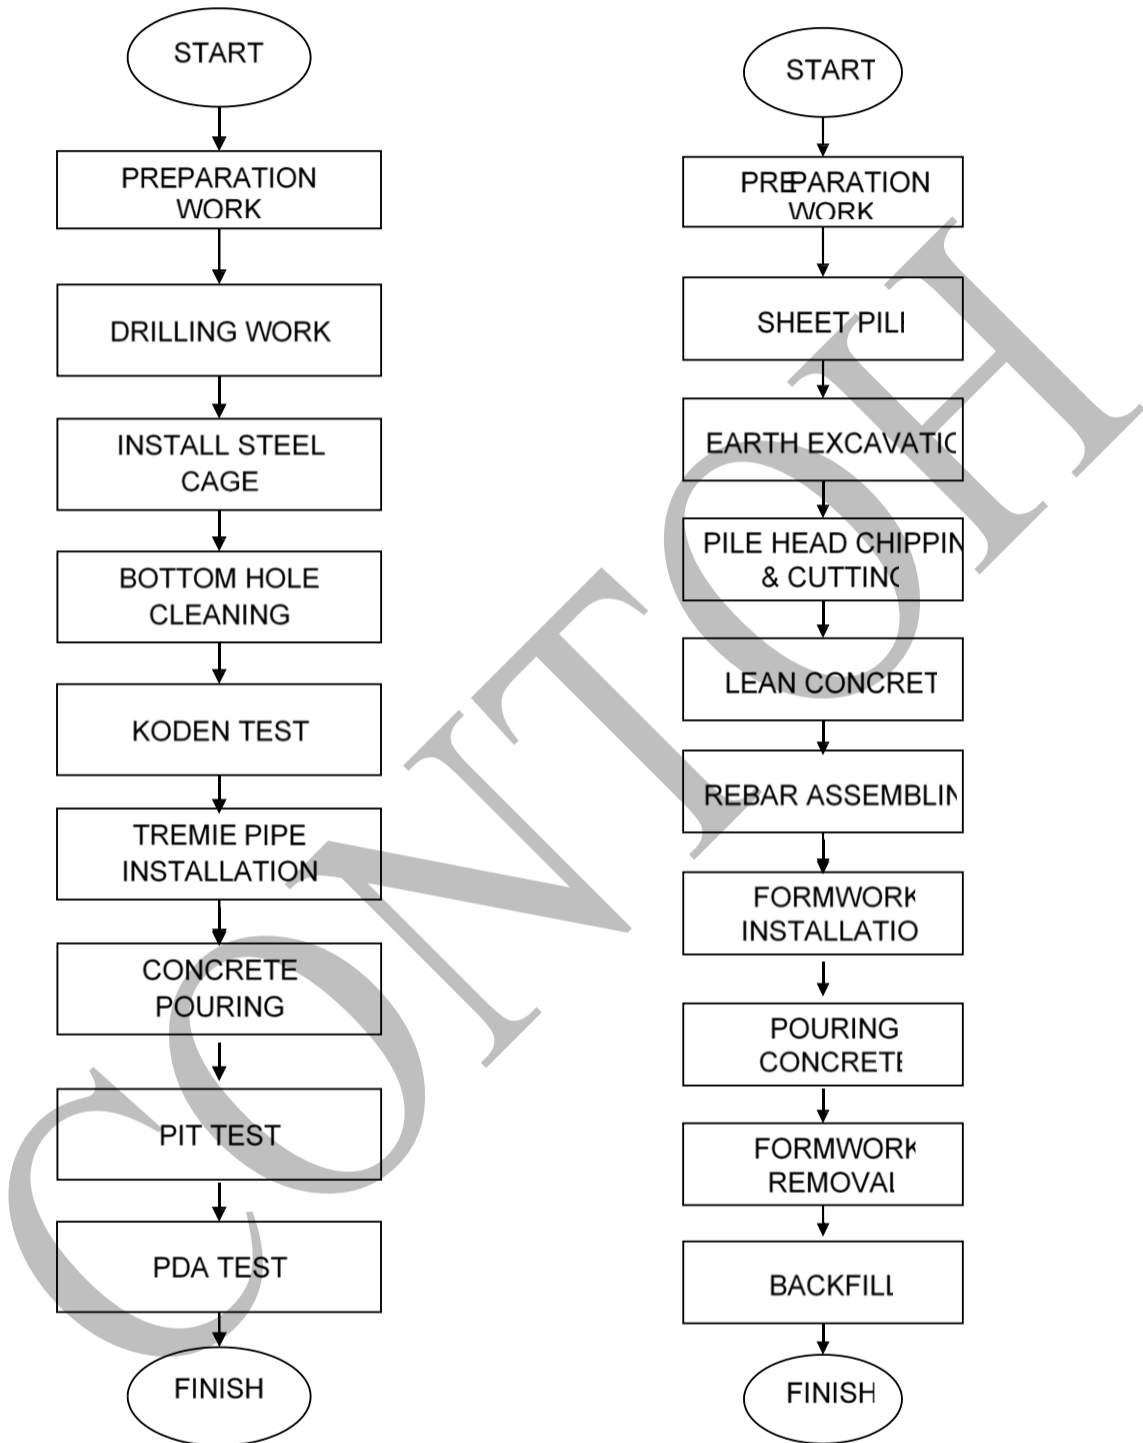 START
PREPARATION
WORK
DRILLING WORK
INSTALL STEEL
CAGE
BOTTOM HOLE
CLEANING
KODEN TEST
TREMIE PIPE
INSTALLATION
CONCRETE
POURING
PIT TEST
PDA TEST
FINISH
START
PREPARATION
WORK
SHEET PILI
EARTH EXCAVATIC
PILE HEAD CHIPPIN
& CUTTING
LEAN CONCRET
REBAR ASSEMBLIN
FORMWORK
INSTALLATIO
POURING
CONCRETE
FORMWORK
REMOVAL
BACKFILL
FINISH
CONTOH